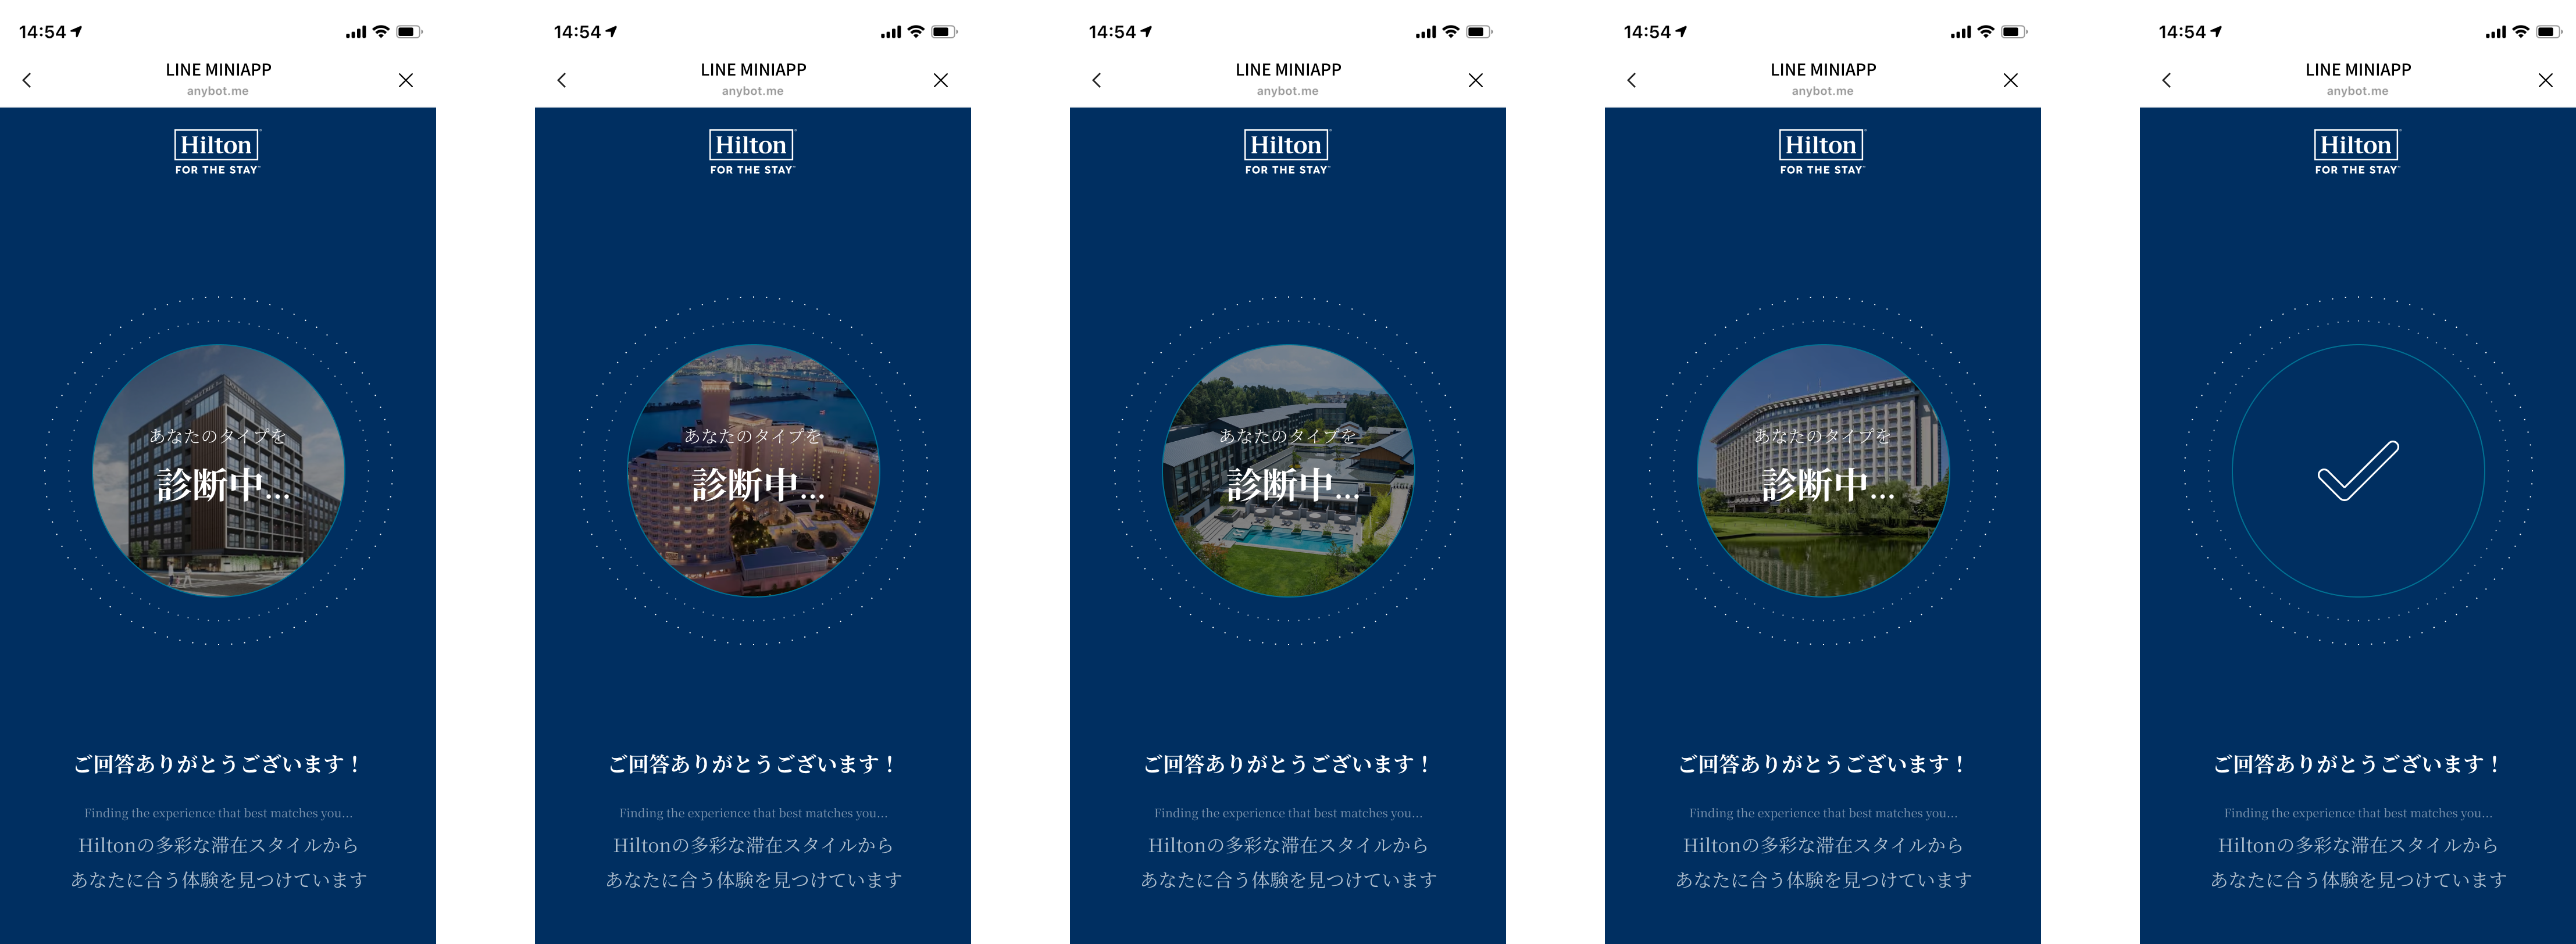 14:54
LINE MINIAPP
anybot.me
Hilton
FOR THE STAY
あなたのタイプを
診断中...
ご回答ありがとうございます！
Finding the experience that best matches you...
Hiltonの多彩な滞在スタイルから
あなたに合う体験を見つけています
14:54
LINE MINIAPP
anybot.me
Hilton
FOR THE STAY
あなたのタイプを
診断中...
ご回答ありがとうございます！
Finding the experience that best matches you...
Hiltonの多彩な滞在スタイルから
あなたに合う体験を見つけています
14:54
LINE MINIAPP
anybot.me
Hilton
FOR THE STAY
あなたのタイプを
診断中...
ご回答ありがとうございます！
Finding the experience that best matches you...
Hiltonの多彩な滞在スタイルから
あなたに合う体験を見つけています
14:54
LINE MINIAPP
anybot.me
Hilton
FOR THE STAY
あなたのタイプを
診断中...
ご回答ありがとうございます！
Finding the experience that best matches you...
Hiltonの多彩な滞在スタイルから
あなたに合う体験を見つけています
14:54
LINE MINIAPP
anybot.me
Hilton
FOR THE STAY
ご回答ありがとうございます！
Finding the experience that best matches you...
Hiltonの多彩な滞在スタイルから
あなたに合う体験を見つけています